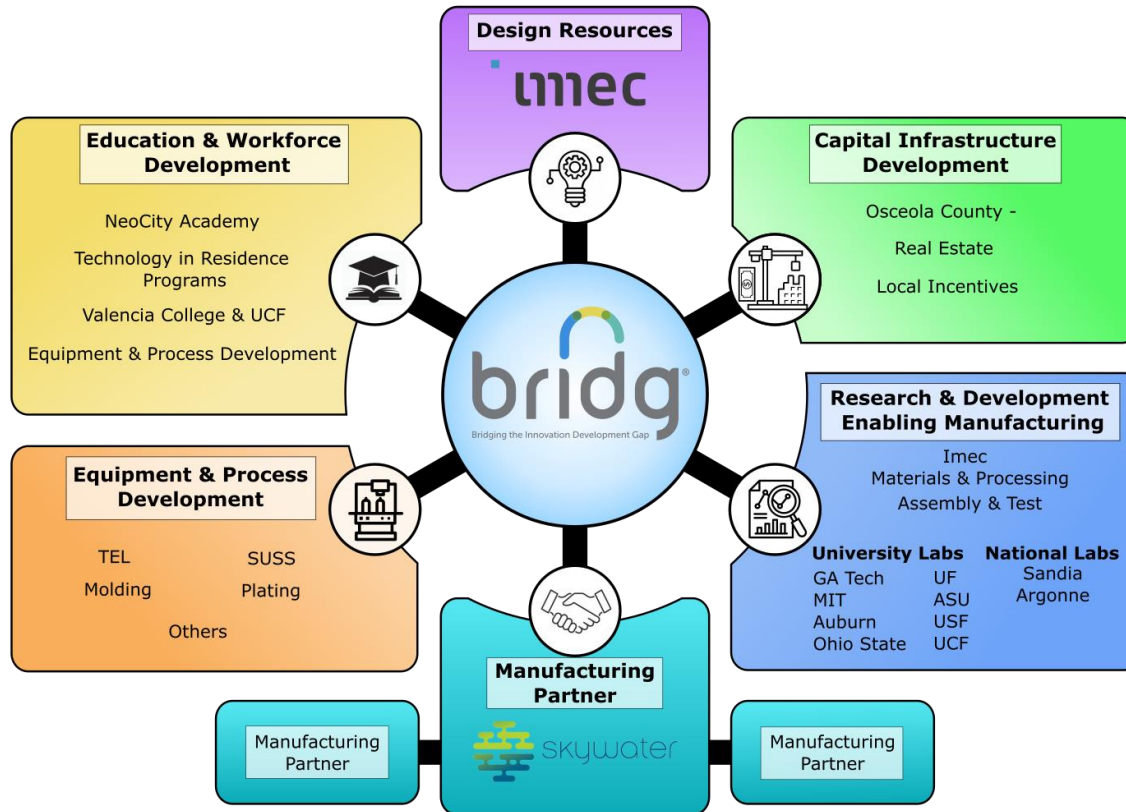 Design Resources
imec
Education & Workforce
Development
NeoCity Academy
Technology in Residence
Programs
Valencia College & UCF
Equipment & Process Development
Capital Infrastructure
Development
Osceola County -
Real Estate
Local Incentives
bridg®
Bridging the Innovation Development Gap
Equipment & Process
Development
TEL SUSS
Molding Plating
Others
Research & Development
Enabling Manufacturing
Imec
Materials & Processing
Assembly & Test
University Labs National Labs
GA Tech UF Sandia
MIT ASU Argonne
Auburn USF
Ohio State UCF
Manufacturing
Partner
skywater
Manufacturing
Partner
Manufacturing
Partner